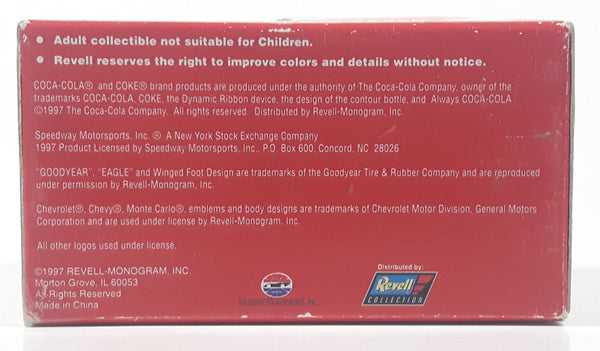 • Adult collectible not suitable for Children.
• Revell reserves the right to improve colors and details without notice.
COCA-COLA® and COKE® brand products are produced under the authority of The Coca-Cola Company, owner of the
trademarks COCA-COLA, COKE, the Dynamic Ribbon device, the design of the contour bottle, and Always COCA-COLA
©1997 The Coca-Cola Company. All rights reserved. Distributed by Revell-Monogram, Inc.
Speedway Motorsports, Inc. ® A New York Stock Exchange Company
1997 Product Licensed by Speedway Motorsports, Inc., P.O. Box 600, Concord, NC 28026
"GOODYEAR", "EAGLE" and Winged Foot Design are trademarks of the Goodyear Tire & Rubber Company and are reproduced
under permission by Revell-Monogram, Inc.
Chevrolet®, Chevy®, Monte Carlo®, emblems and body designs are trademarks of Chevrolet Motor Division, General Motors
Corporation and are used under license by Revell-Monogram, Inc.
All other logos used under license.
©1997 REVELL-MONOGRAM, INC.
Morton Grove, IL 60053
All Rights Reserved
Made in China
SPEEDWAY MOTORSPORTS, INC.
Distributed by:
Revell
COLLECTION